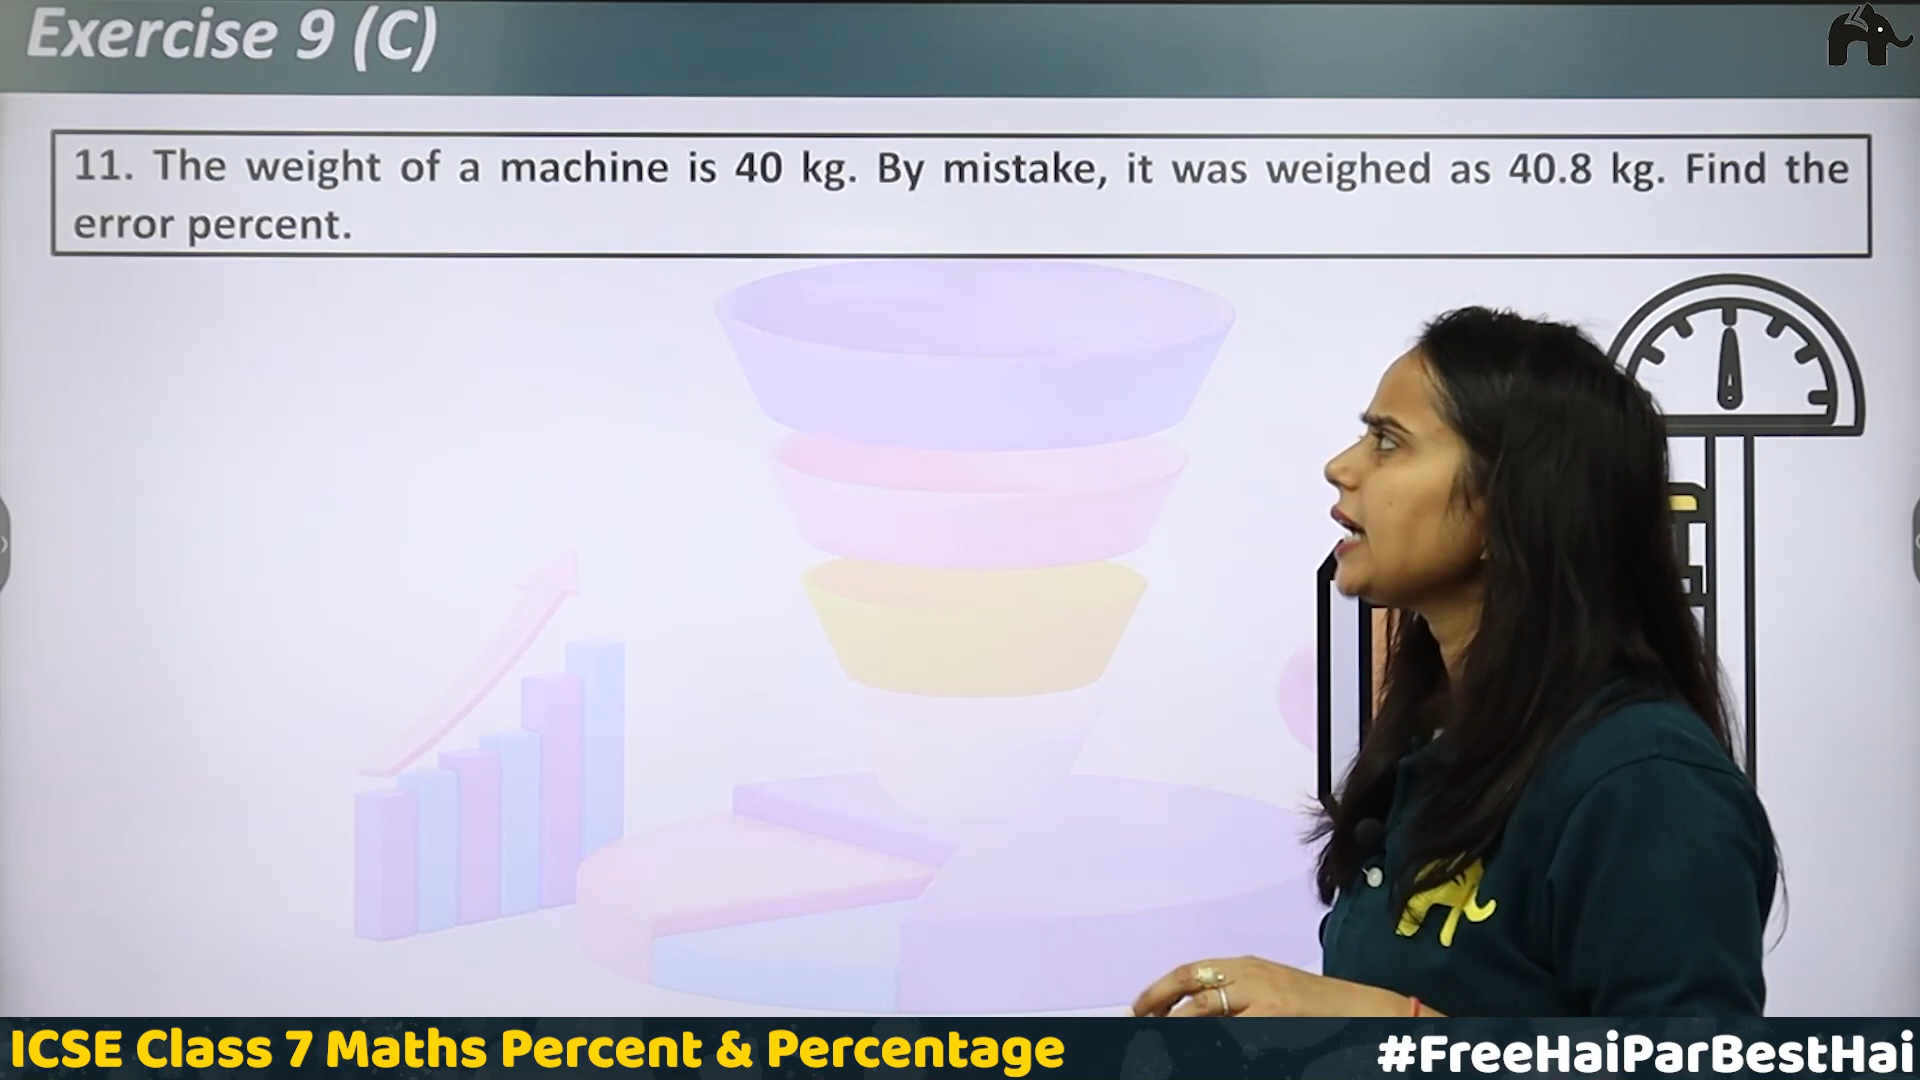 Exercise 9 (C)
11. The weight of a machine is 40 kg. By mistake, it was weighed as 40.8 kg. Find the
error percent.
ICSE Class 7 Maths Percent & Percentage
#FreeHaiParBestHai